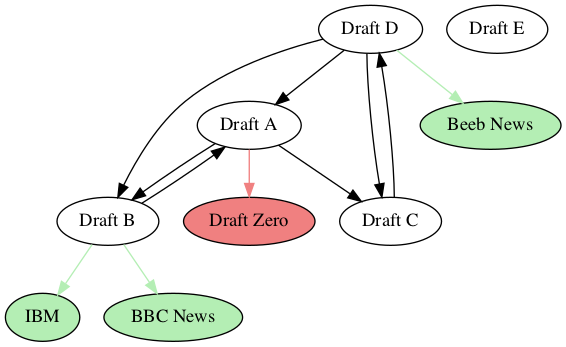 Draft D
Draft E
Draft A
Beeb News
Draft B
Draft Zero
Draft C
IBM
BBC News